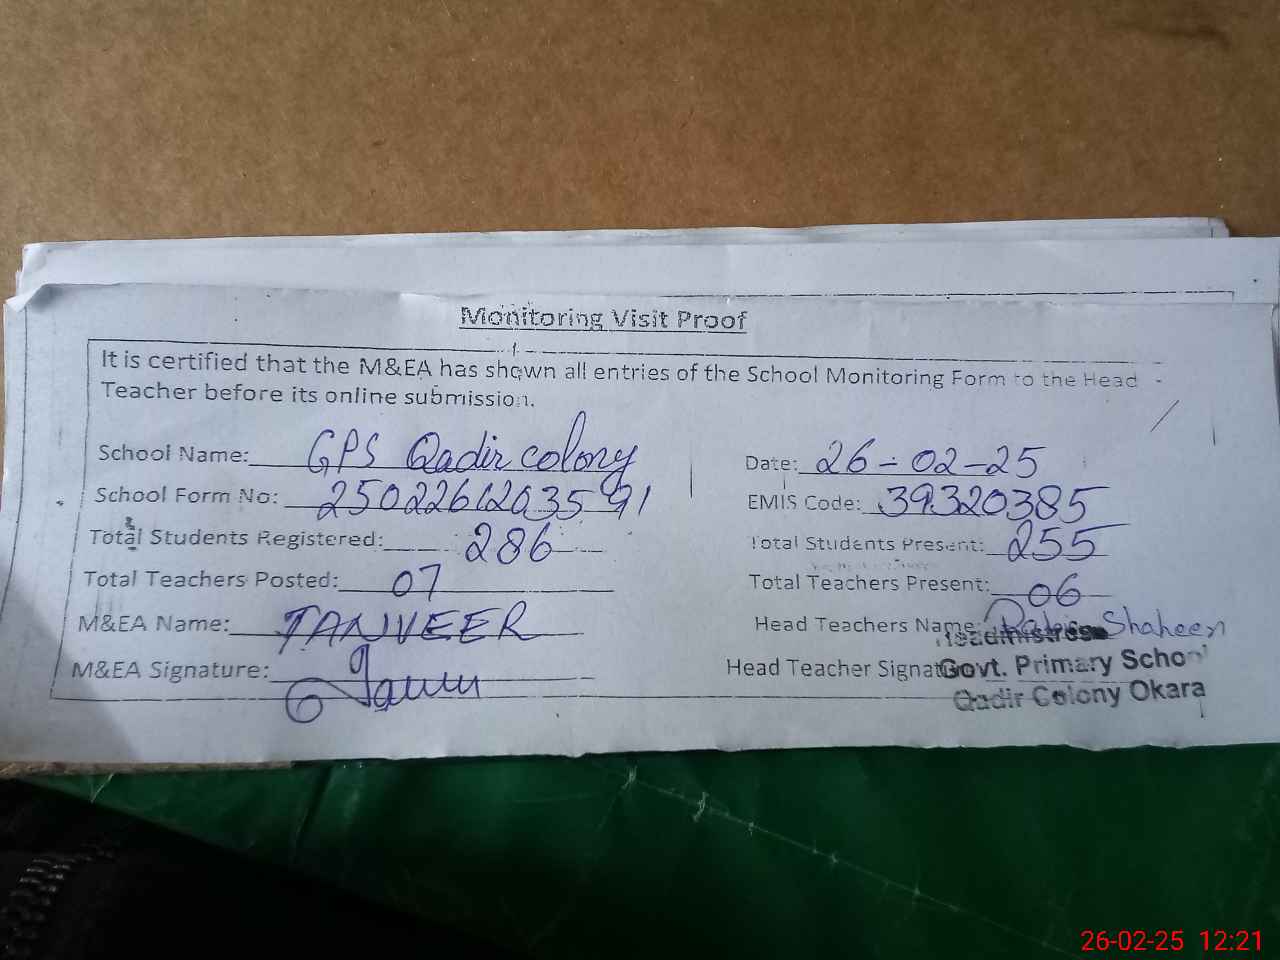 Monitoring Visit Proof
It is certified that the M&EA has shown all entries of the School Monitoring Form to the Head
Teacher before its online submission.
School Name: GPS Qadir colony
Date: 26-02-25
School Form No: 2502261203591
EMIS Code: 39320385
Total Students Registered: 286
Total Students Present: 255
Total Teachers Posted: 07
Total Teachers Present: 06
M&EA Name: TANVEER
Head Teachers Name: Shaheen
Headmistress
M&EA Signature:
Head Teacher Signat
Govt. Primary School
Qadir Colony Okara
26-02-25 12:21